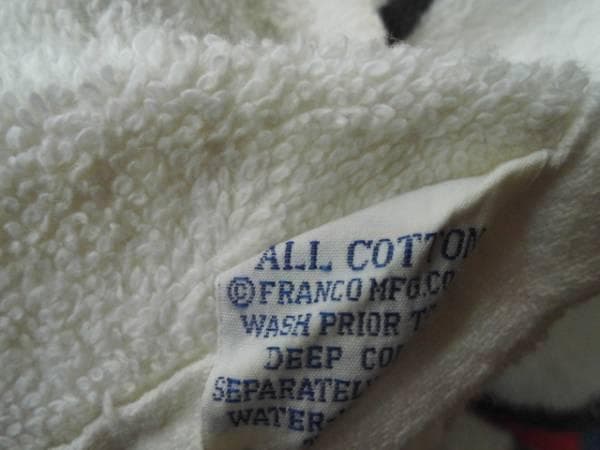 ALL COTTON
© FRANCO MFG.CO
WASH PRIOR T
DEEP CO
SEPARATEL
WATER-